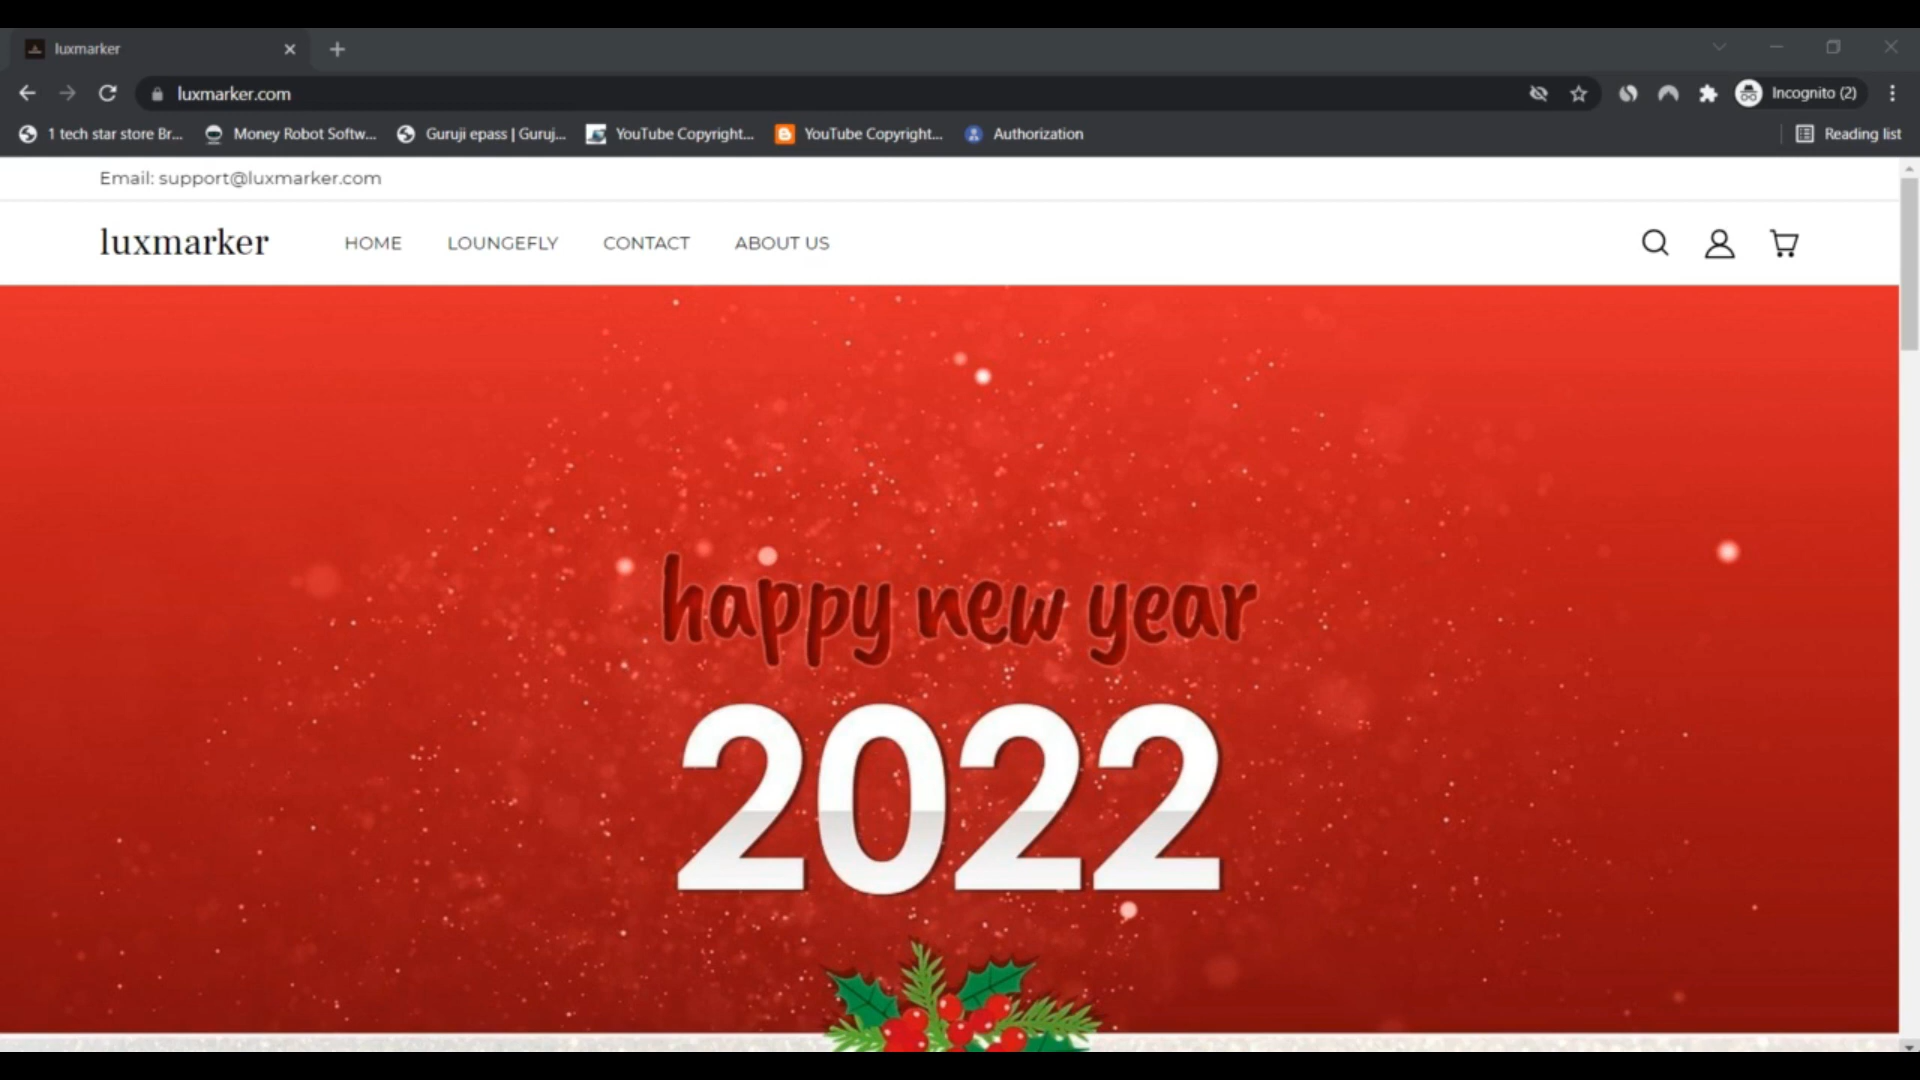 luxmarker
luxmarker.com
Incognito (2)
1 tech star store Br...
Money Robot Softw...
Guruji epass | Guruj...
YouTube Copyright...
YouTube Copyright...
Authorization
Reading list
Email: support@luxmarker.com
luxmarker
HOME
LOUNGEFLY
CONTACT
ABOUT US
happy new year
2022